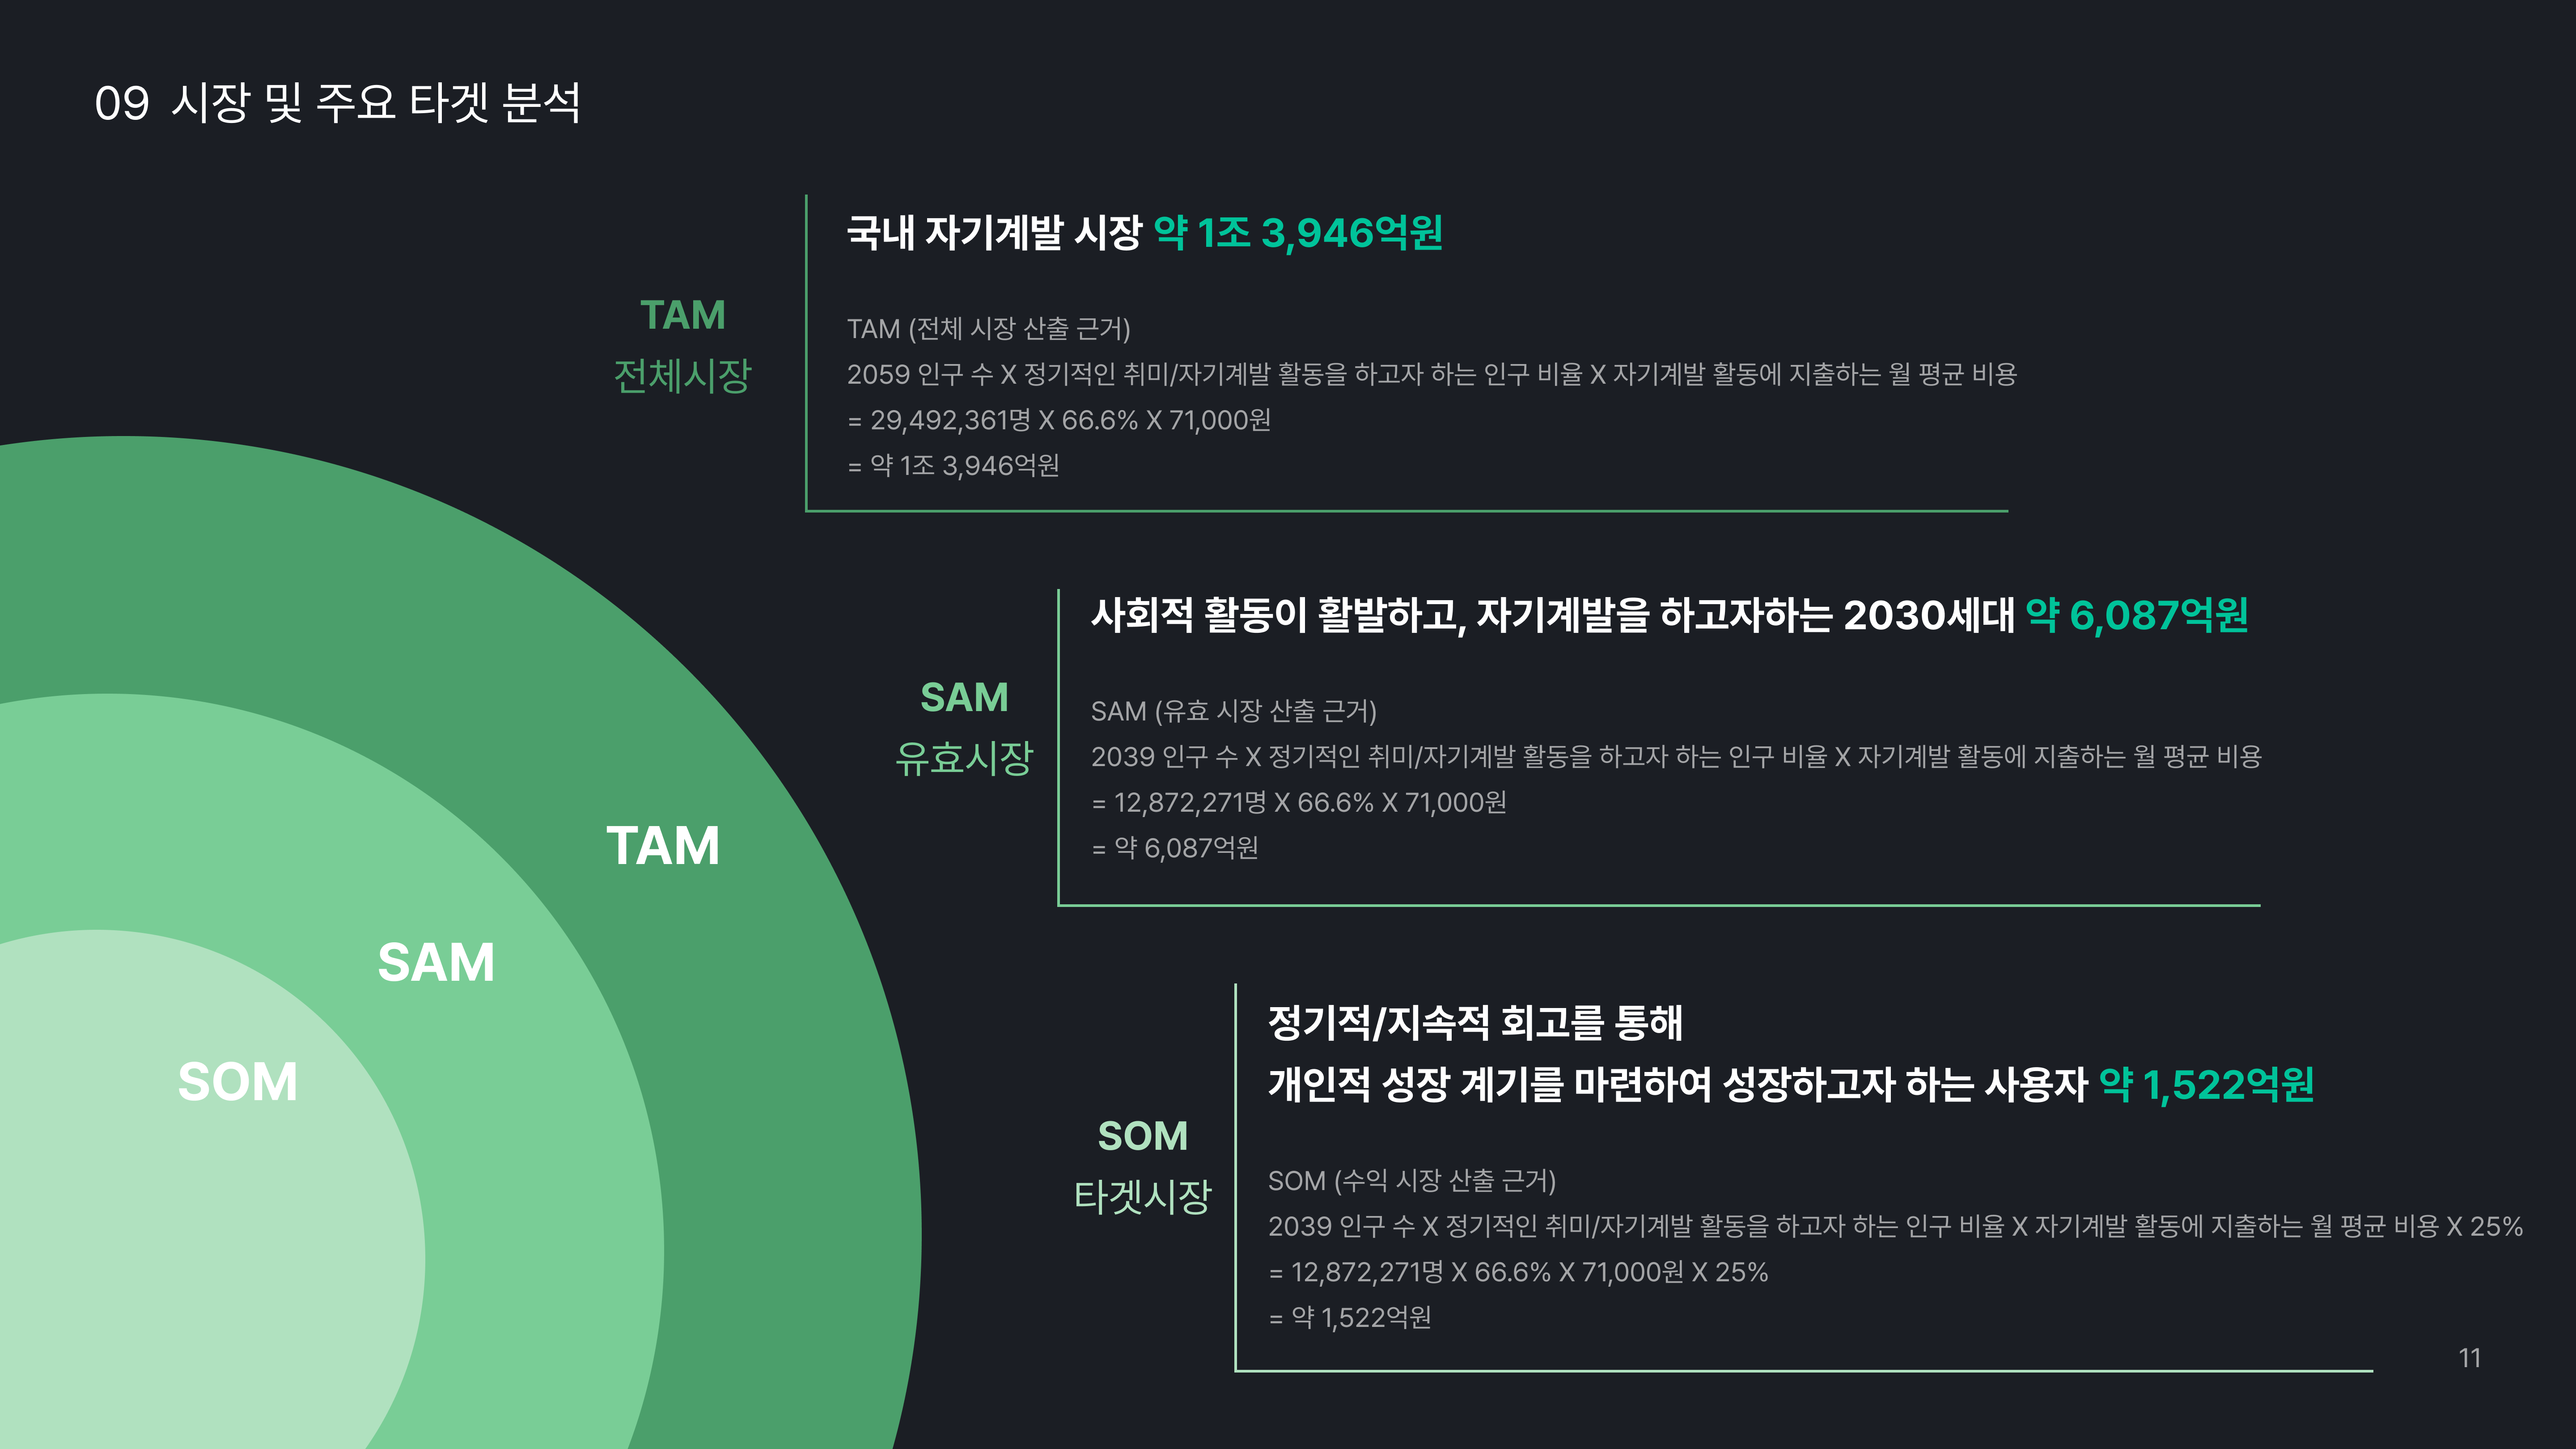 09 시장 및 주요 타겟 분석
TAM
전체시장
국내 자기계발 시장 약 1조 3,946억원
TAM (전체 시장 산출 근거)
2059 인구 수 X 정기적인 취미/자기계발 활동을 하고자 하는 인구 비율 X 자기계발 활동에 지출하는 월 평균 비용
= 29,492,361명 X 66.6% X 71,000원
= 약 1조 3,946억원
SAM
유효시장
사회적 활동이 활발하고, 자기계발을 하고자하는 2030세대 약 6,087억원
SAM (유효 시장 산출 근거)
2039 인구 수 X 정기적인 취미/자기계발 활동을 하고자 하는 인구 비율 X 자기계발 활동에 지출하는 월 평균 비용
= 12,872,271명 X 66.6% X 71,000원
= 약 6,087억원
TAM
SAM
SOM
SOM
타겟시장
정기적/지속적 회고를 통해
개인적 성장 계기를 마련하여 성장하고자 하는 사용자 약 1,522억원
SOM (수익 시장 산출 근거)
2039 인구 수 X 정기적인 취미/자기계발 활동을 하고자 하는 인구 비율 X 자기계발 활동에 지출하는 월 평균 비용 X 25%
= 12,872,271명 X 66.6% X 71,000원 X 25%
= 약 1,522억원
11